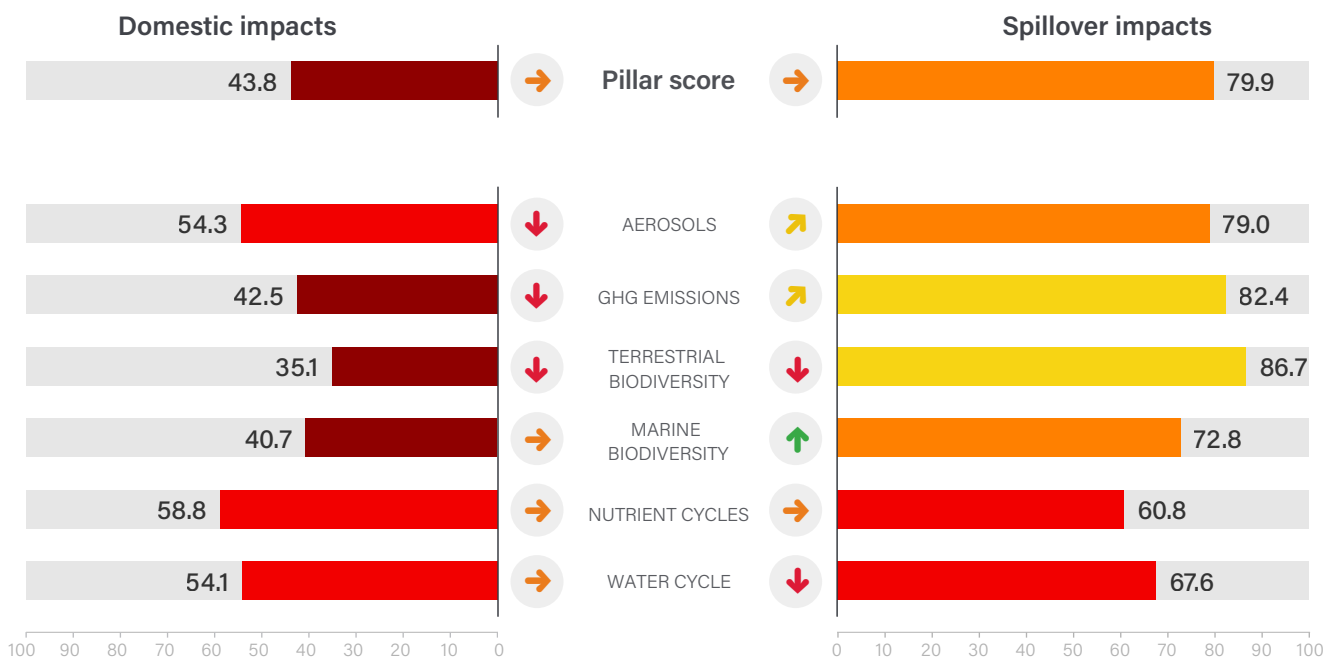 Domestic impacts
Spillover impacts
43.8
Pillar score
79.9
54.3
AEROSOLS
79.0
42.5
GHG EMISSIONS
82.4
35.1
TERRESTRIAL
BIODIVERSITY
86.7
40.7
MARINE
BIODIVERSITY
72.8
58.8
NUTRIENT CYCLES
60.8
54.1
WATER CYCLE
67.6
100 90 80 70 60 50 40 30 20 10 0
0 10 20 30 40 50 60 70 80 90 100